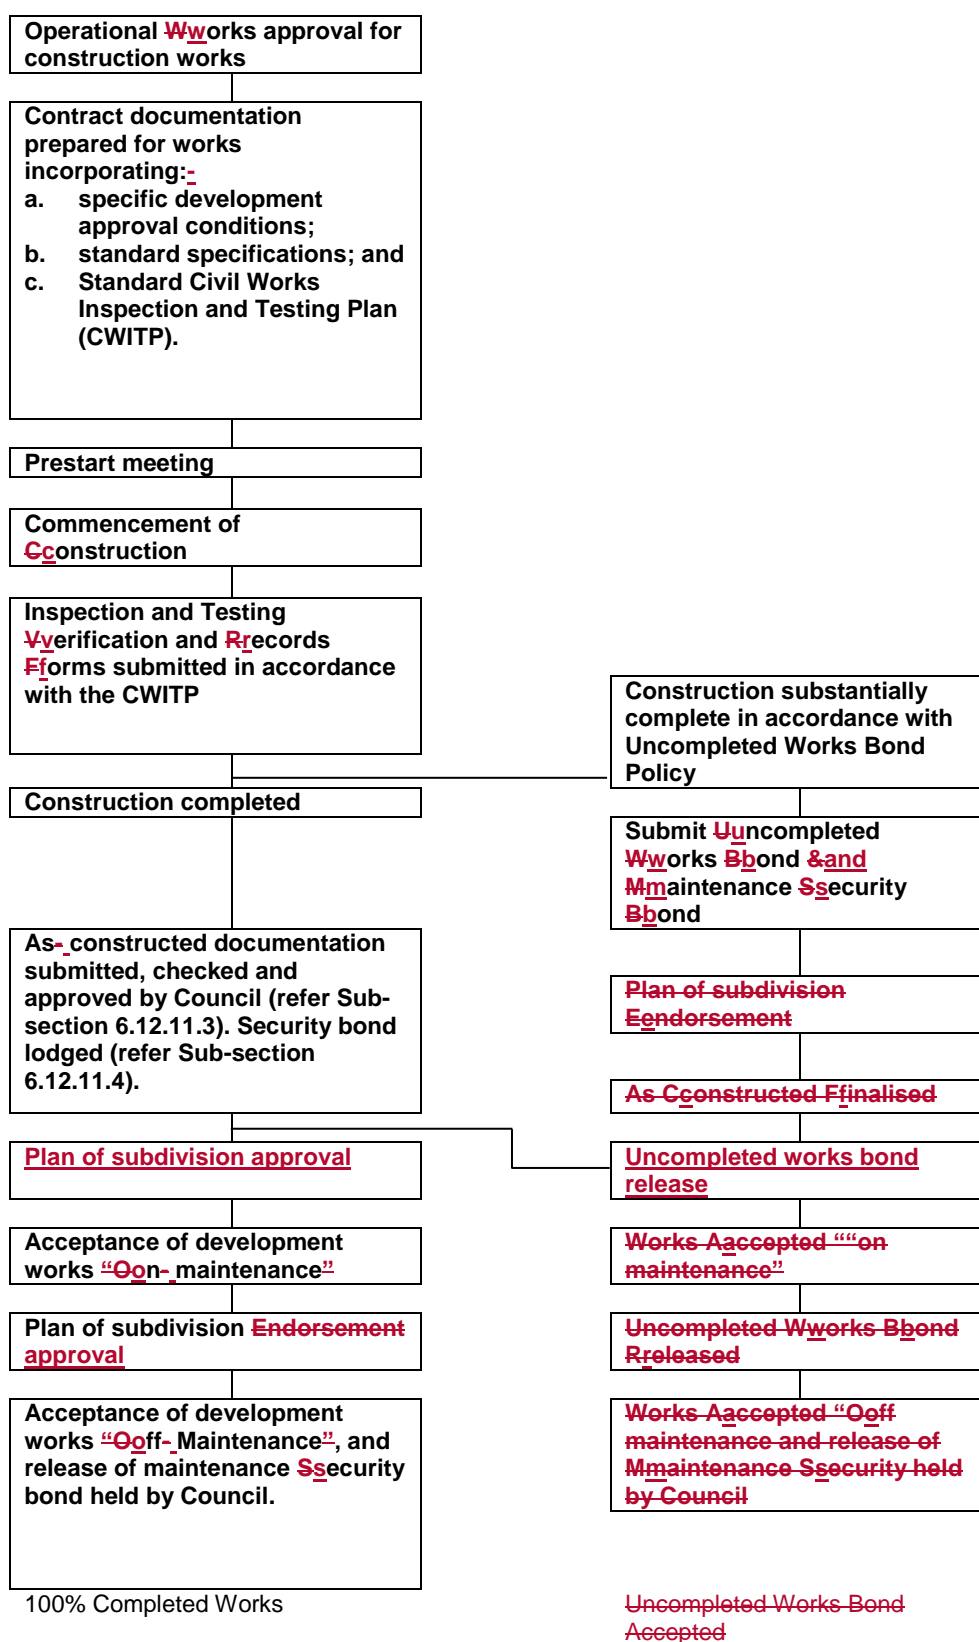 Operational Wworks approval for
construction works
Contract documentation
prepared for works
incorporating:-
a. specific development
approval conditions;
b. standard specifications; and
c. Standard Civil Works
Inspection and Testing Plan
(CWITP).
Prestart meeting
Commencement of
Cconstruction
Inspection and Testing
Vverification and Rrecords
Fforms submitted in accordance
with the CWITP
Construction completed
As- constructed documentation
submitted, checked and
approved by Council (refer Sub-
section 6.12.11.3). Security bond
lodged (refer Sub-section
6.12.11.4).
Plan of subdivision approval
Acceptance of development
works “Oon- maintenance”
Plan of subdivision Endorsement
approval
Acceptance of development
works “Ooff- Maintenance”, and
release of maintenance Ssecurity
bond held by Council.
100% Completed Works
Construction substantially
complete in accordance with
Uncompleted Works Bond
Policy
Submit Uuncompleted
Wworks Bbond &and
Mmaintenance Ssecurity
Bbond
Plan of subdivision
Eendorsement
As Cconstructed Ffinalised
Uncompleted works bond
release
Works Aaccepted ““on
maintenance”
Uncompleted Wworks Bbond
Rreleased
Works Aaccepted “Ooff
maintenance and release of
Mmaintenance Ssecurity held
by Council
Uncompleted Works Bond
Accepted